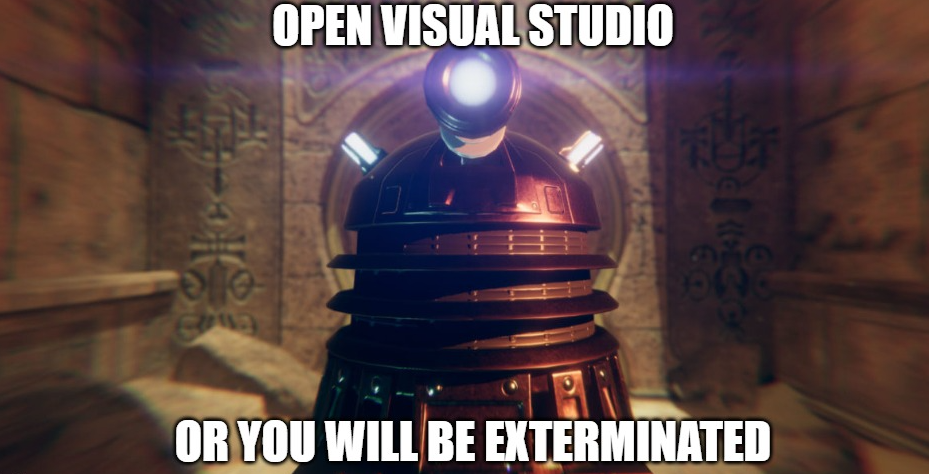 OPEN VISUAL STUDIO
OR YOU WILL BE EXTERMINATED